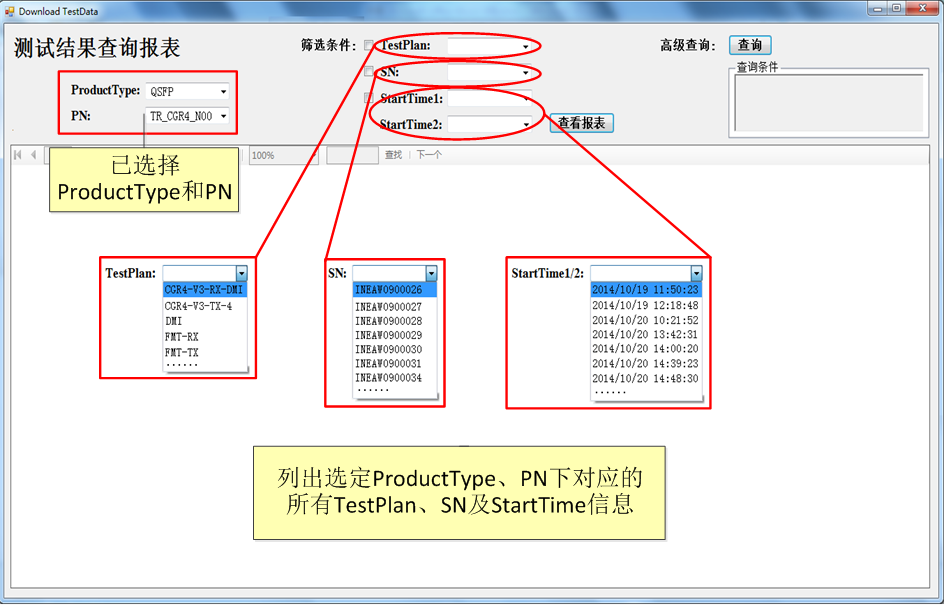 Download TestData
测试结果查询报表
筛选条件:
TestPlan:
高级查询:
查询
SN:
查询条件
ProductType:
QSFP
StartTime1:
PN:
TR_CGR4_N00
StartTime2:
查看报表
100%
查找
下一个
已选择
ProductType和PN
TestPlan:
CGR4-V3-RX-DMI
CGR4-V3-TX-4
DMI
FMT-RX
FMT-TX
······
SN:
INEAW0900026
INEAW0900027
INEAW0900028
INEAW0900029
INEAW0900030
INEAW0900031
INEAW0900034
······
StartTime1/2:
2014/10/19 11:50:23
2014/10/19 12:18:48
2014/10/20 10:21:52
2014/10/20 13:42:31
2014/10/20 14:00:20
2014/10/20 14:39:23
2014/10/20 14:48:30
······
列出选定ProductType、PN下对应的
所有TestPlan、SN及StartTime信息